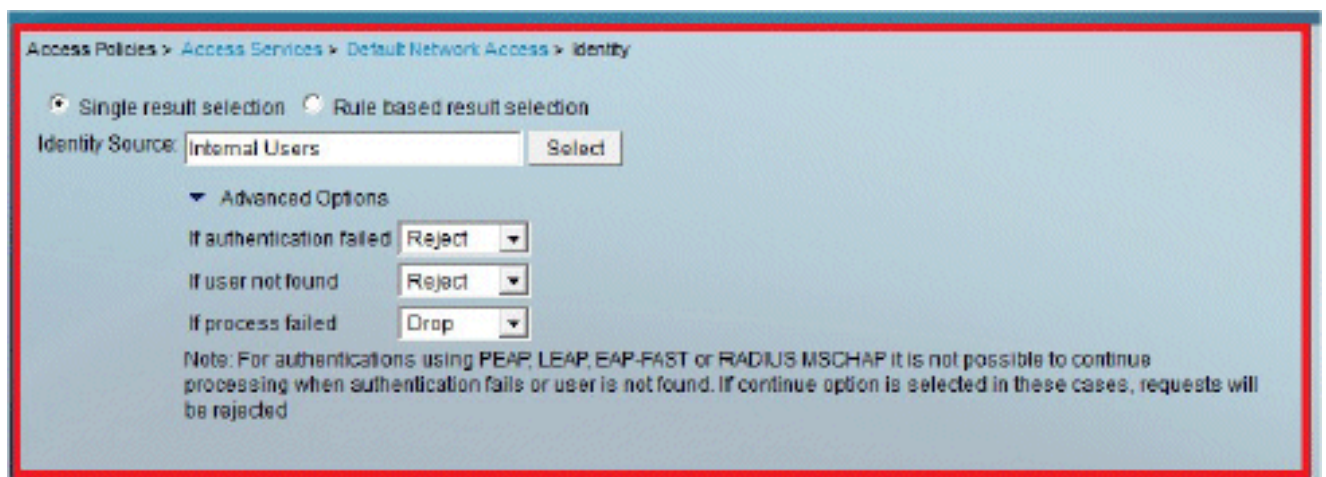 Access Policies > Access Services > Default Network Access > Identity
Single result selection Rule based result selection
Identity Source: Internal Users Select
Advanced Options
If authentication failed Reject
If user not found Reject
If process failed Drop
Note: For authentications using PEAP, LEAP, EAP-FAST or RADIUS MSCHAP it is not possible to continue
processing when authentication fails or user is not found. If continue option is selected in these cases, requests will
be rejected